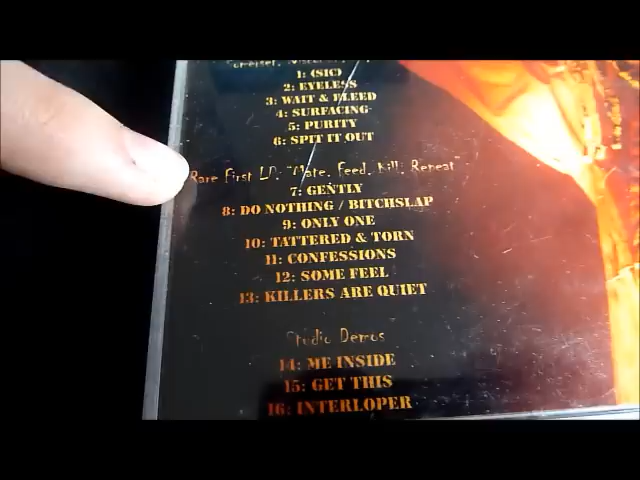 Somerset,
1: (SIC)
2: EYELESS
3: WAIT & BLEED
4: SURFACING
5: PURITY
6: SPIT IT OUT
Rare First LP: "Mate. Feed. Kill. Repeat"
7: GENTLY
8: DO NOTHING / BITCHSLAP
9: ONLY ONE
10: TATTERED & TORN
11: CONFESSIONS
12: SOME FEEL
13: KILLERS ARE QUIET
Studio Demos
14: ME INSIDE
15: GET THIS
16: INTERLOPER